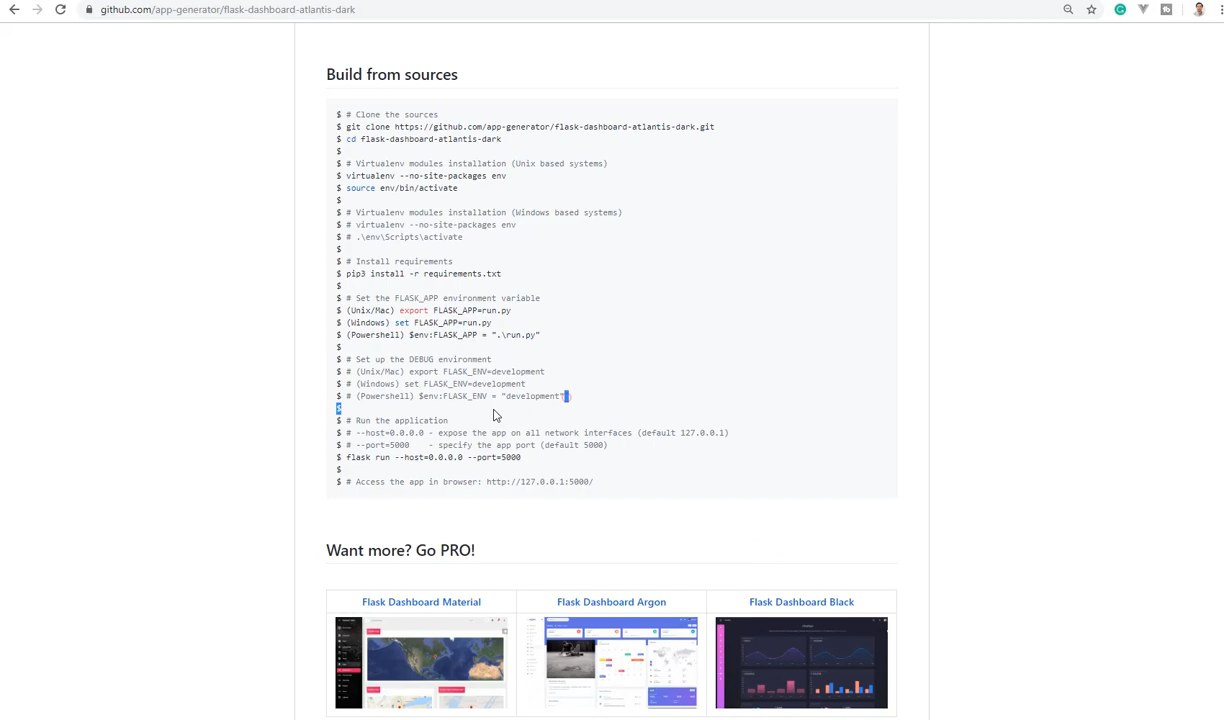 github.com/app-generator/flask-dashboard-atlantis-dark
Build from sources
$ # Clone the sources
$ git clone https://github.com/app-generator/flask-dashboard-atlantis-dark.git
$ cd flask-dashboard-atlantis-dark
$
$ # Virtualenv modules installation (Unix based systems)
$ virtualenv --no-site-packages env
$ source env/bin/activate
$
$ # Virtualenv modules installation (Windows based systems)
$ # virtualenv --no-site-packages env
$ # .\env\Scripts\activate
$
$ # Install requirements
$ pip3 install -r requirements.txt
$
$ # Set the FLASK_APP environment variable
$ (Unix/Mac) export FLASK_APP=run.py
$ (Windows) set FLASK_APP=run.py
$ (Powershell) $env:FLASK_APP = ".\run.py"
$
$ # Set up the DEBUG environment
$ # (Unix/Mac) export FLASK_ENV=development
$ # (Windows) set FLASK_ENV=development
$ # (Powershell) $env:FLASK_ENV = "development"
$
$ # Run the application
$ # --host=0.0.0.0 - expose the app on all network interfaces (default 127.0.0.1)
$ # --port=5000    - specify the app port (default 5000)
$ flask run --host=0.0.0.0 --port=5000
$
$ # Access the app in browser: http://127.0.0.1:5000/
Want more? Go PRO!
Flask Dashboard Material
Flask Dashboard Argon
Flask Dashboard Black